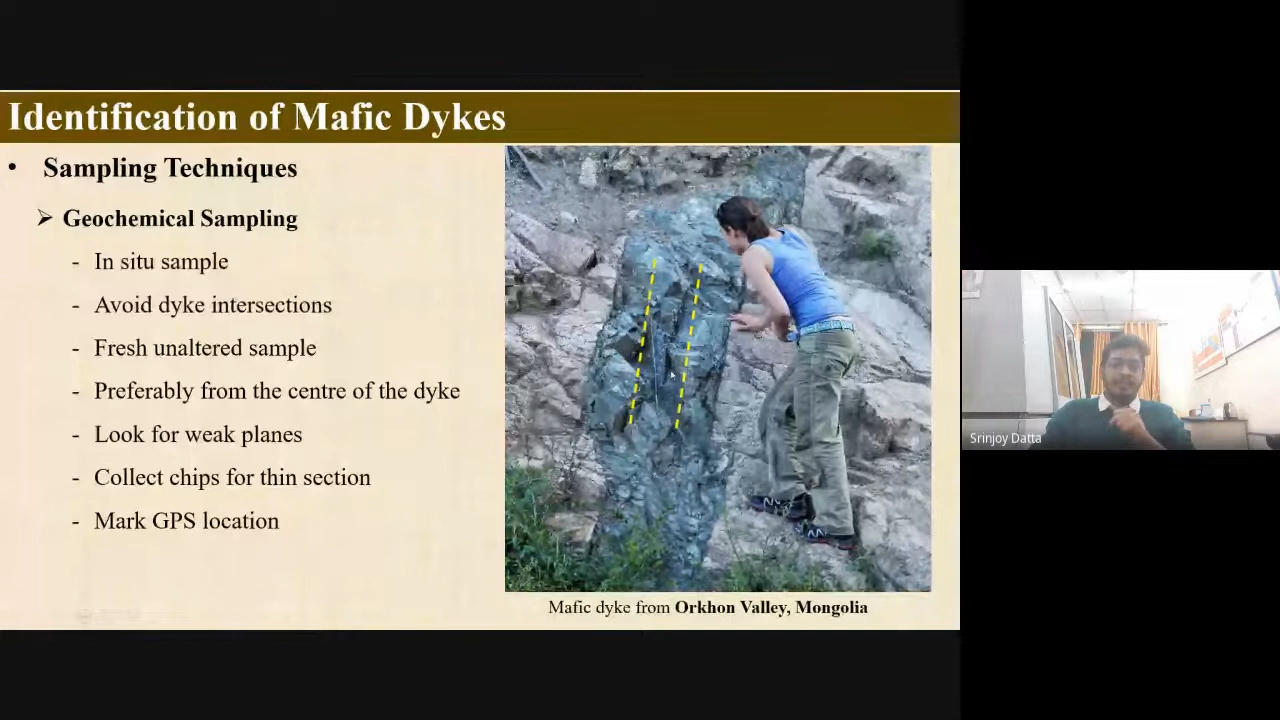 Identification of Mafic Dykes
• Sampling Techniques
➢ Geochemical Sampling
- In situ sample
- Avoid dyke intersections
- Fresh unaltered sample
- Preferably from the centre of the dyke
- Look for weak planes
- Collect chips for thin section
- Mark GPS location
Mafic dyke from Orkhon Valley, Mongolia
Srinjoy Datta